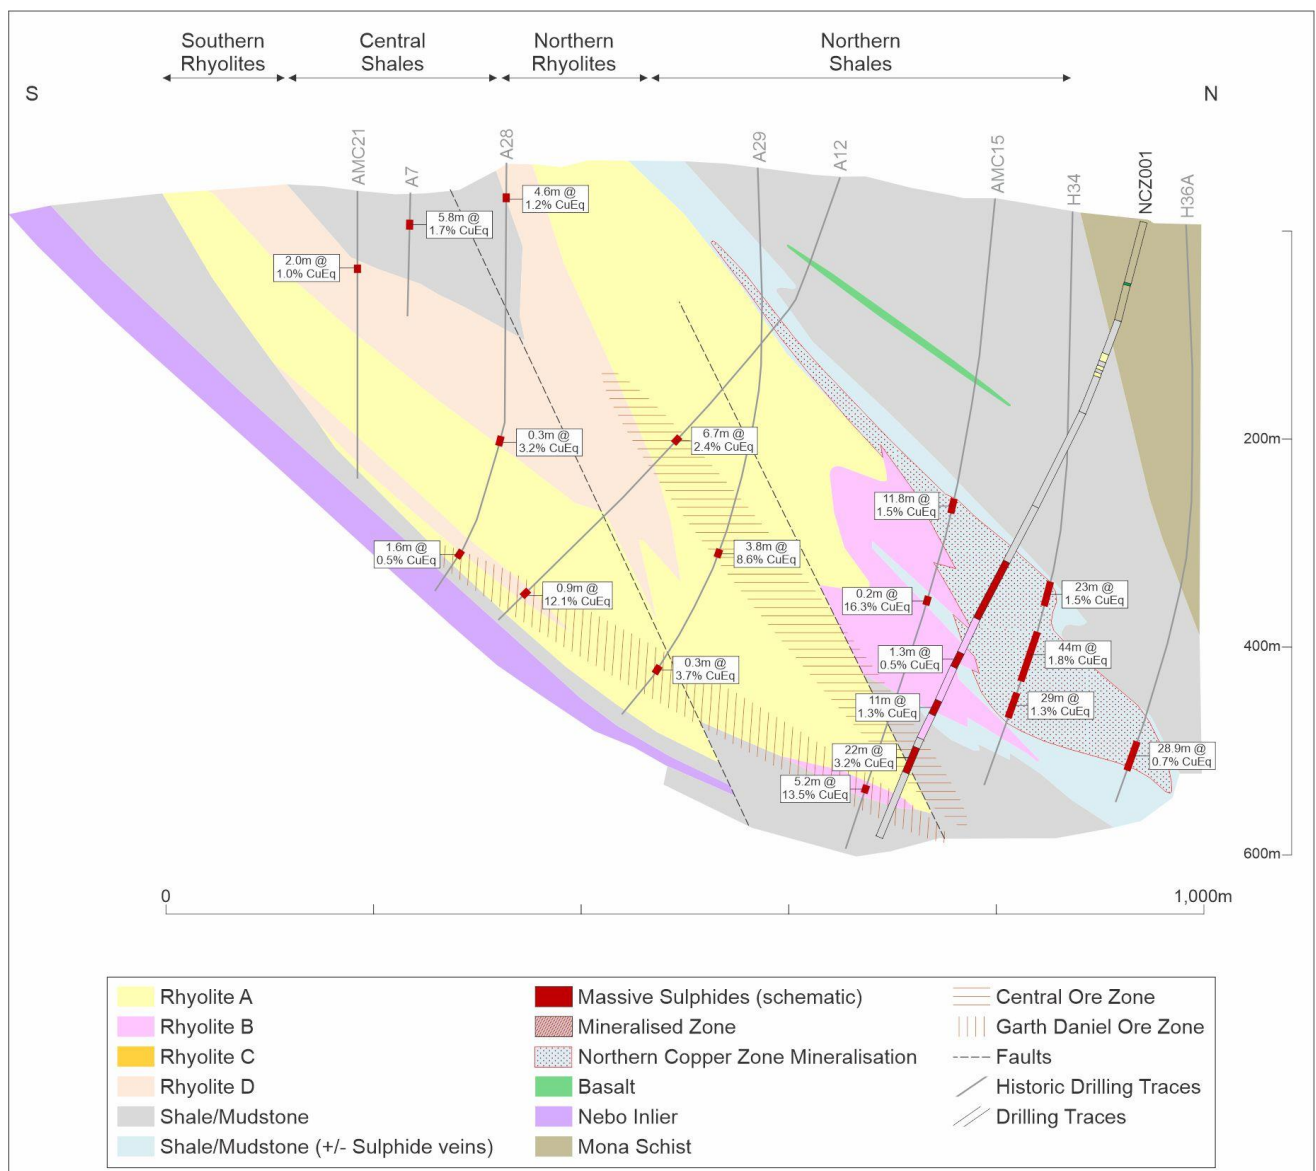 Southern
Rhyolites
Central
Shales
Northern
Rhyolites
Northern
Shales
S
N
AMC21
A7
A28
A29
A12
AMC15
H34
NCZ001
H36A
4.6m @
1.2% CuEq
5.8m @
1.7% CuEq
2.0m @
1.0% CuEq
0.3m @
3.2% CuEq
6.7m @
2.4% CuEq
200m
11.8m @
1.5% CuEq
1.6m @
0.5% CuEq
3.8m @
8.6% CuEq
0.9m @
12.1% CuEq
0.2m @
16.3% CuEq
23m @
1.5% CuEq
0.3m @
3.7% CuEq
1.3m @
0.5% CuEq
44m @
1.8% CuEq
400m
11m @
1.3% CuEq
29m @
1.3% CuEq
22m @
3.2% CuEq
28.9m @
0.7% CuEq
5.2m @
13.5% CuEq
600m
0
1,000m
Rhyolite A
Rhyolite B
Rhyolite C
Rhyolite D
Shale/Mudstone
Shale/Mudstone (+/- Sulphide veins)
Massive Sulphides (schematic)
Mineralised Zone
Northern Copper Zone Mineralisation
Basalt
Nebo Inlier
Mona Schist
Central Ore Zone
Garth Daniel Ore Zone
Faults
Historic Drilling Traces
Drilling Traces